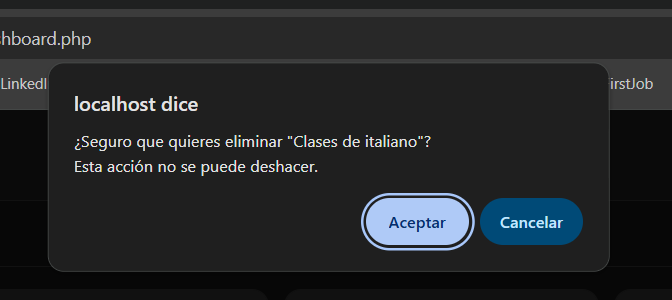 shboard.php
LinkedI
irstJob
localhost dice
¿Seguro que quieres eliminar "Clases de italiano"?
Esta acción no se puede deshacer.
Aceptar
Cancelar